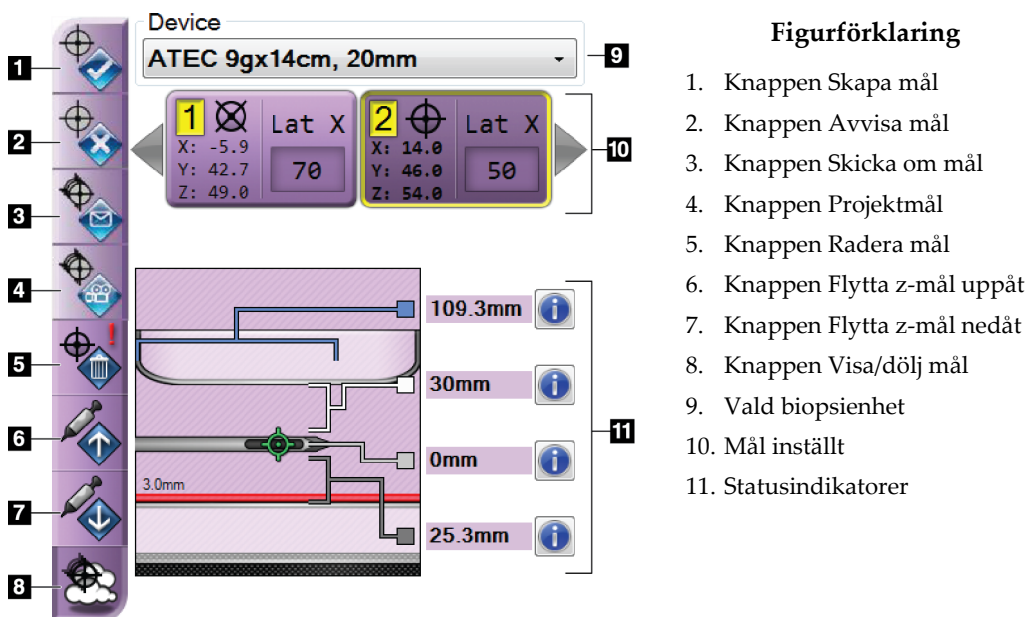 Device
ATEC 9gx14cm, 20mm
1
2
3
4
5
6
7
8
9
10
11
1 Lat X
X: -5.9
Y: 42.7
Z: 49.0
70
2 Lat X
X: 14.0
Y: 46.0
Z: 54.0
50
109.3mm
30mm
0mm
3.0mm
25.3mm
Figurförklaring
1. Knappen Skapa mål
2. Knappen Avvisa mål
3. Knappen Skicka om mål
4. Knappen Projektmål
5. Knappen Radera mål
6. Knappen Flytta z-mål uppåt
7. Knappen Flytta z-mål nedåt
8. Knappen Visa/dölj mål
9. Vald biopsienhet
10. Mål inställt
11. Statusindikatorer